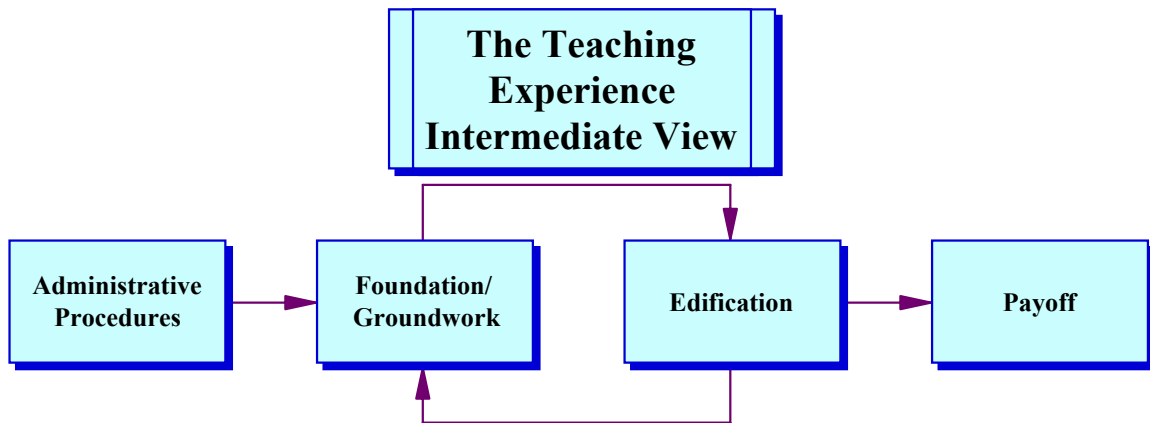 The Teaching
Experience
Intermediate View
Administrative
Procedures
Foundation/
Groundwork
Edification
Payoff